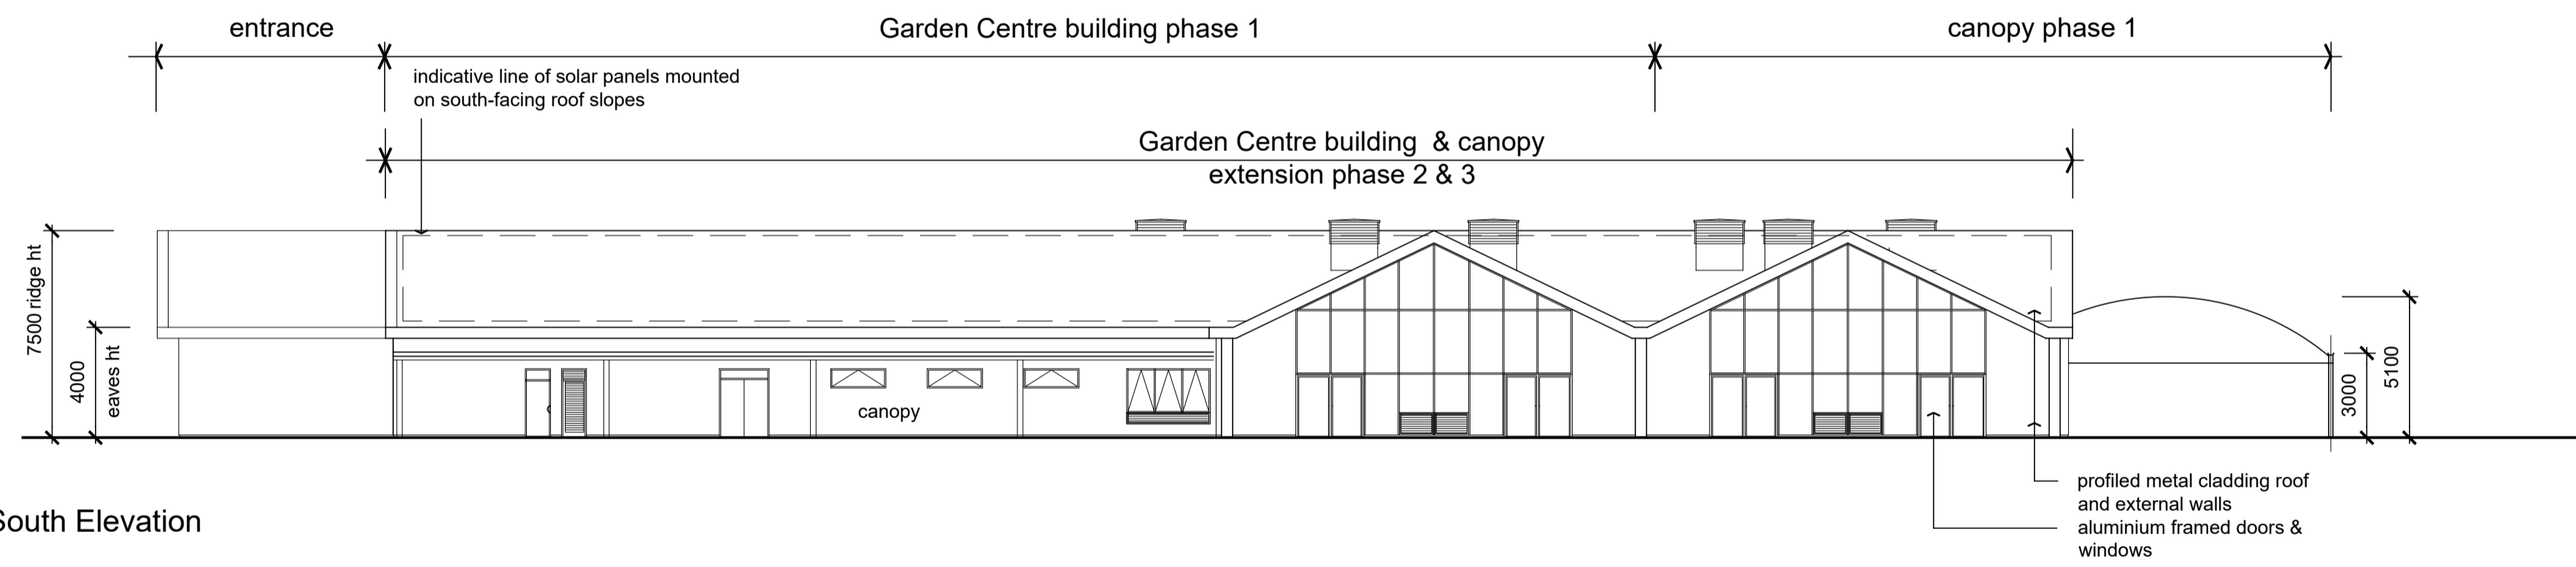 entrance
Garden Centre building phase 1
canopy phase 1
indicative line of solar panels mounted
on south-facing roof slopes
Garden Centre building & canopy
extension phase 2 & 3
7500 ridge ht
4000
eaves ht
canopy
3000
5100
profiled metal cladding roof
and external walls
aluminium framed doors &
windows
South Elevation